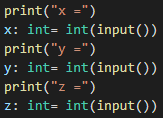 print("x =")
x: int= int(input())
print("y =")
y: int= int(input())
print("z =")
z: int= int(input())